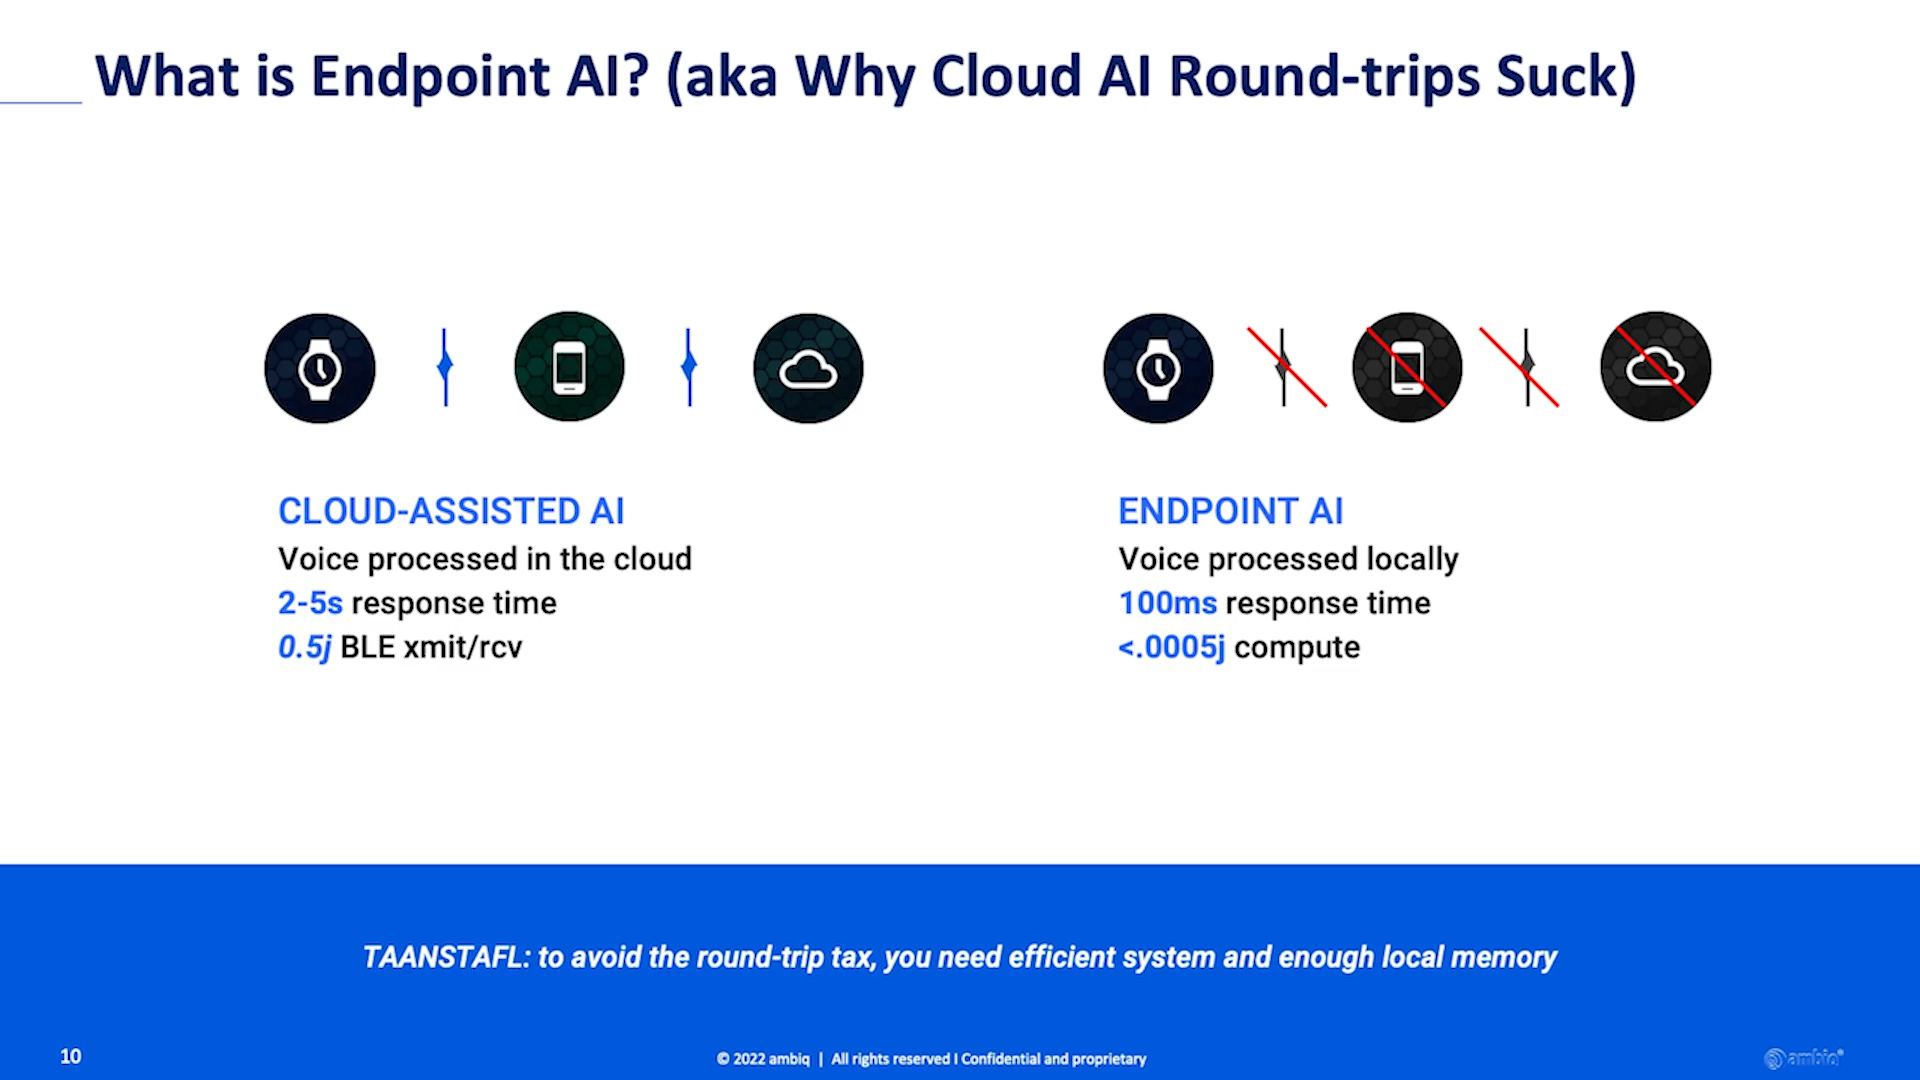 What is Endpoint AI? (aka Why Cloud AI Round-trips Suck)
CLOUD-ASSISTED AI
Voice processed in the cloud
2-5s response time
0.5j BLE xmit/rcv
ENDPOINT AI
Voice processed locally
100ms response time
<.0005j compute
TAANSTAFL: to avoid the round-trip tax, you need efficient system and enough local memory
10
© 2022 ambiq | All rights reserved I Confidential and proprietary
ambiq®